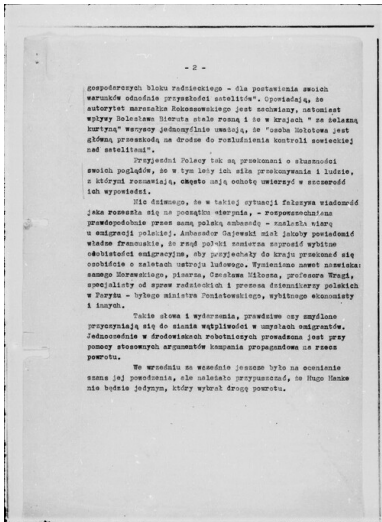 - 2 -
gospodarczych bloku radzieckiego - dla postawienia swoich
warunków odnośnie przyszłości satelitów". Opowiadają, że
autorytet marszałka Rokossowskiego jest zachwiany, natomiast
wpływy Bolesława Bieruta stale rosną i że w krajach " za żelazną
kurtyną" wszyscy jednomyślnie uważają, że "osoba Mołotowa jest
główną przeszkodą na drodze do rozluźnienia kontroli sowieckiej
nad satelitami".
Przyjezdni Polacy tak są przekonani o słuszności
swoich poglądów, że w tym leży ich siła przekonywania i ludzie,
z którymi rozmawiają, często mają ochotę uwierzyć w szczerość
ich wypowiedzi.
Nic dziwnego, że w takiej sytuacji fałszywa wiadomość
jaka rozeszła się na początku sierpnia, - rozpowszechniana
prawdopodobnie przez samą polską ambasadę - znalazła wiarę
u emigracji polskiej. Ambasador Gajewski miał jakoby powiadomić
władze francuskie, że rząd polski zamierza zaprosić wybitne
osobistości emigracyjne, aby przyjechały do kraju przekonać się
osobiście o zaletach ustroju ludowego. Wymieniano nawet nazwiska:
samego Morawskiego, pisarza, Czesława Miłosza, profesora Wragi,
specjalisty od spraw radzieckich i prezesa dziennikarzy polskich
w Paryżu - byłego ministra Poniatowskiego, wybitnego ekonomisty
i innych.
Takie słowa i wydarzenia, prawdziwe czy zmyślone
przyczyniają się do siania wątpliwości w umysłach emigrantów.
Jednocześnie w środowiskach robotniczych prowadzona jest przy
pomocy stosownych argumentów kampania propagandowa na rzecz
powrotu.
We wrześniu za wcześnie jeszcze było na ocenianie
szans jej powodzenia, ale należało przypuszczać, że Hugo Hanke
nie będzie jedynym, który wybrał drogę powrotu.